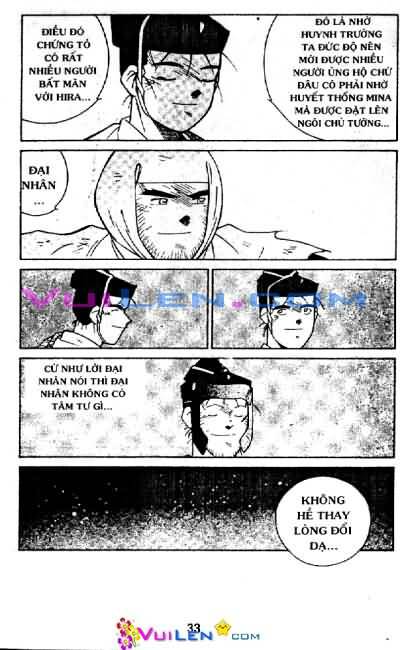 ĐIỀU ĐÓ
CHỨNG TỎ
CÓ RẤT
NHIỀU NGƯỜI
BẤT MÃN
VỚI HIRA...
ĐÓ LÀ NHỜ
HUYNH TRƯỞNG
TA ĐỨC ĐỘ NÊN
MỚI ĐƯỢC NHIỀU
NGƯỜI ỦNG HỘ CHỨ
ĐÂU CÓ PHẢI NHỜ
HUYẾT THỐNG MINA
MÀ ĐƯỢC ĐẶT LÊN
NGÔI CHỦ TƯỚNG...
ĐẠI
NHÂN
...
VUILEN.COM
CỨ NHƯ LỜI ĐẠI
NHÂN NÓI THÌ ĐẠI
NHÂN KHÔNG CÓ
TÂM TƯ GÌ...
KHÔNG
HỀ THAY
LÒNG ĐỔI
DẠ...
33
VUILEN.COM